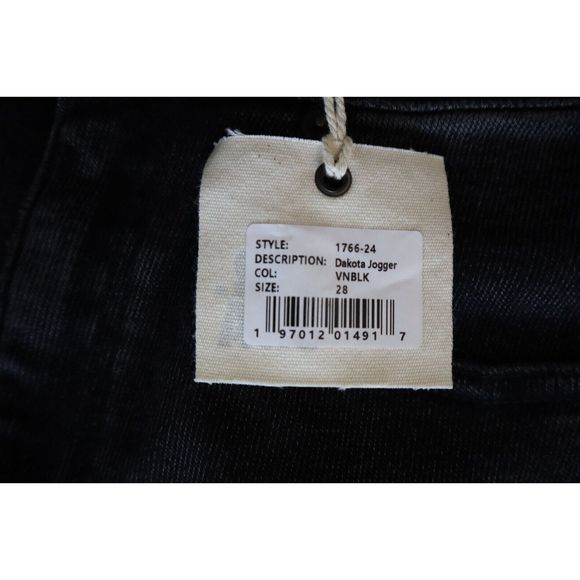 STYLE: 1766-24
DESCRIPTION: Dakota Jogger
COL: VNBLK
SIZE: 28
1 97012 01491 7